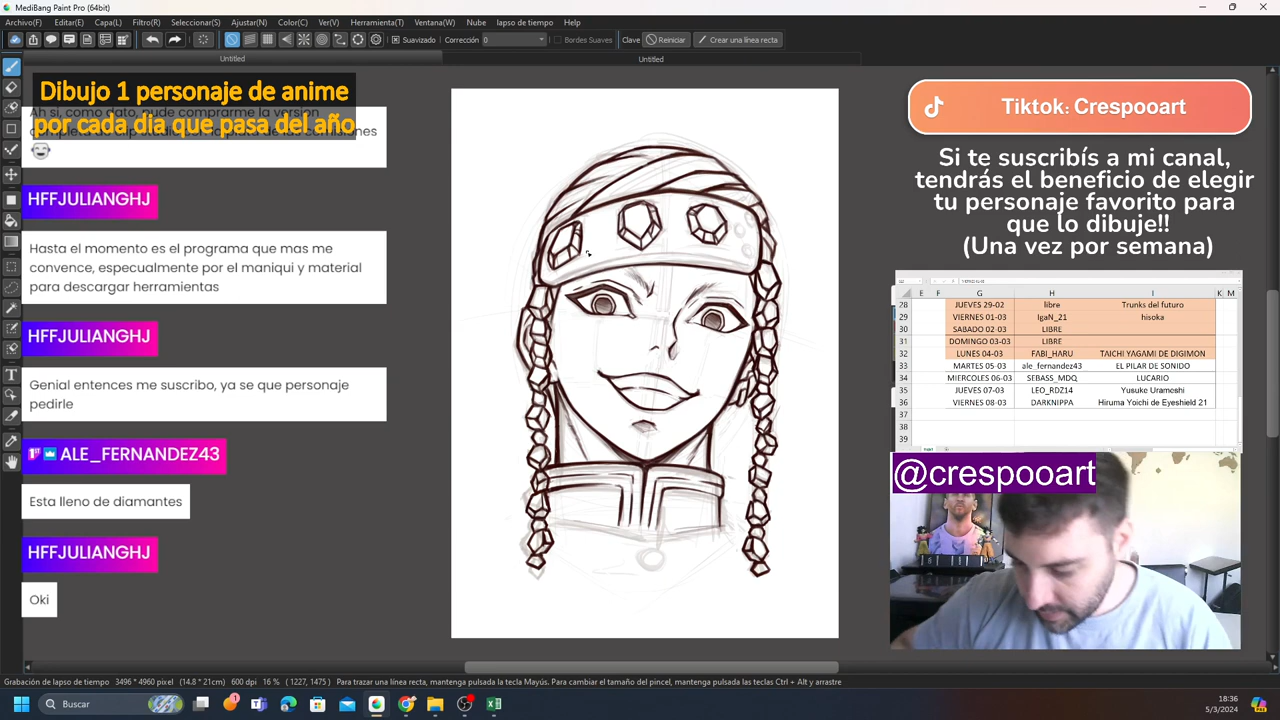 MediBang Paint Pro (64bit)
Archivo(F) Editar(E) Capa(L) Filtro(R) Seleccionar(S) Ajustar(N) Color(C) Ver(V) Herramienta(T) Ventana(W) Nube lapso de tiempo Help
Suavizado Corrección 0 Bordes Suaves Clave Reiniciar Crear una línea recta
Untitled Untitled
Dibujo 1 personaje de anime
por cada dia que pasa del año
HFFJULIANGHJ
Hasta el momento es el programa que mas me
convence, especualmente por el maniqui y material
para descargar herramientas
HFFJULIANGHJ
Genial entences me suscribo, ya se que personaje
pedirle
ALE_FERNANDEZ43
Esta lleno de diamantes
HFFJULIANGHJ
Oki
Tiktok: Crespooart
Si te suscribís a mi canal,
tendrás el beneficio de elegir
tu personaje favorito para
que lo dibuje!!
(Una vez por semana)
E F G H I K M
28 JUEVES 29-02 libre Trunks del futuro
29 VIERNES 01-03 IgaN_21 hisoka
30 SABADO 02-03 LIBRE
31 DOMINGO 03-03 LIBRE
32 LUNES 04-03 FABI_HARU TAICHI YAGAMI DE DIGIMON
33 MARTES 05-03 ale_fernandez43 EL PILAR DE SONIDO
34 MIERCOLES 06-03 SEBASS_MDQ LUCARIO
35 JUEVES 07-03 LEO_RDZ14 Yusuke Urameshi
36 VIERNES 08-03 DARKNIPPA Hiruma Yoichi de Eyeshield 21
37
38
39
@crespooart
Grabación de lapso de tiempo 3496 * 4960 pixel (14.8 * 21cm) 600 dpi 16 % ( 1227, 1475 ) Para trazar una línea recta, mantenga pulsada la tecla Mayús. Para cambiar el tamaño del pincel, mantenga pulsadas las teclas Ctrl + Alt y arrastre
Buscar
18:36
5/3/2024